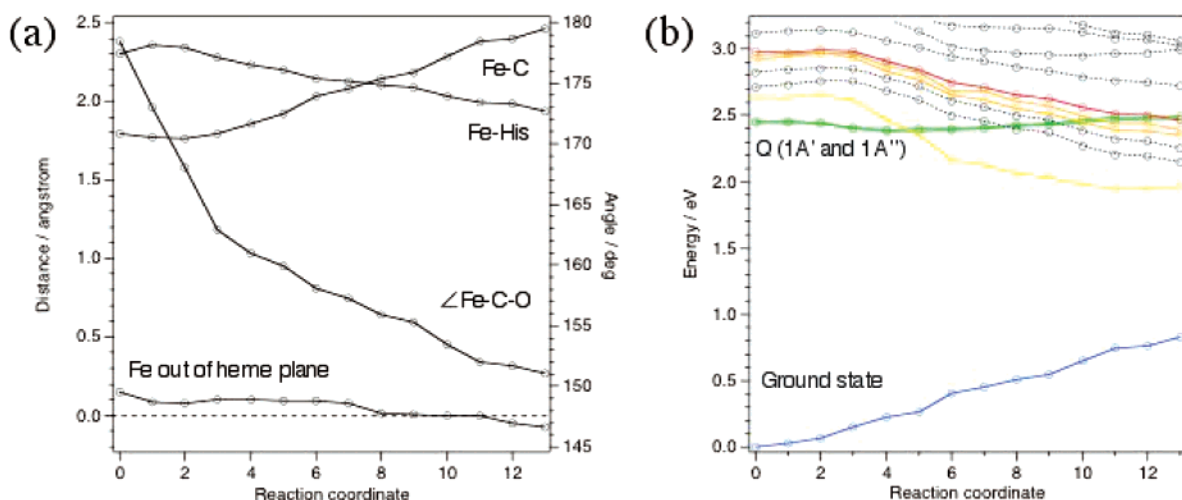 (a)
2.5
2.0
1.5
1.0
0.5
0.0
Distance / angstrom
180
175
170
165
160
155
150
145
Angle / deg
Fe-C
Fe-His
∠Fe-C-O
Fe out of heme plane
0 2 4 6 8 10 12
Reaction coordinate
(b)
3.0
2.5
2.0
1.5
1.0
0.5
0.0
Energy / eV
Q (1A' and 1A'')
Ground state
0 2 4 6 8 10 12
Reaction coordinate